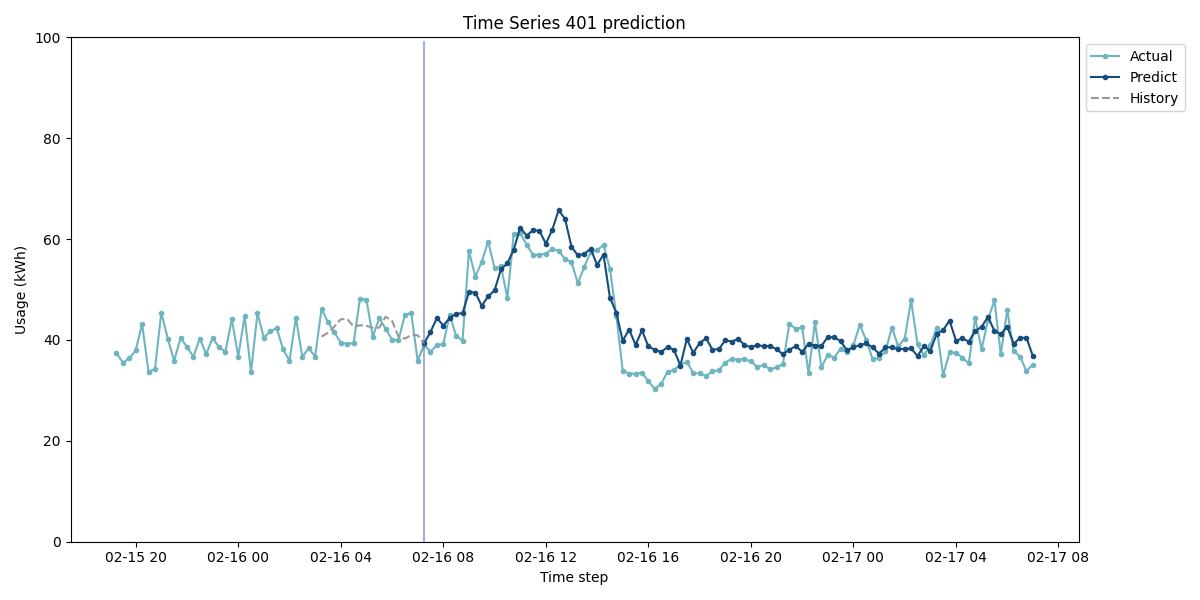 Time Series 401 prediction
Usage (kWh)
100
80
60
40
20
0
02-15 20
02-16 00
02-16 04
02-16 08
02-16 12
02-16 16
02-16 20
02-17 00
02-17 04
02-17 08
Time step
Actual
Predict
History